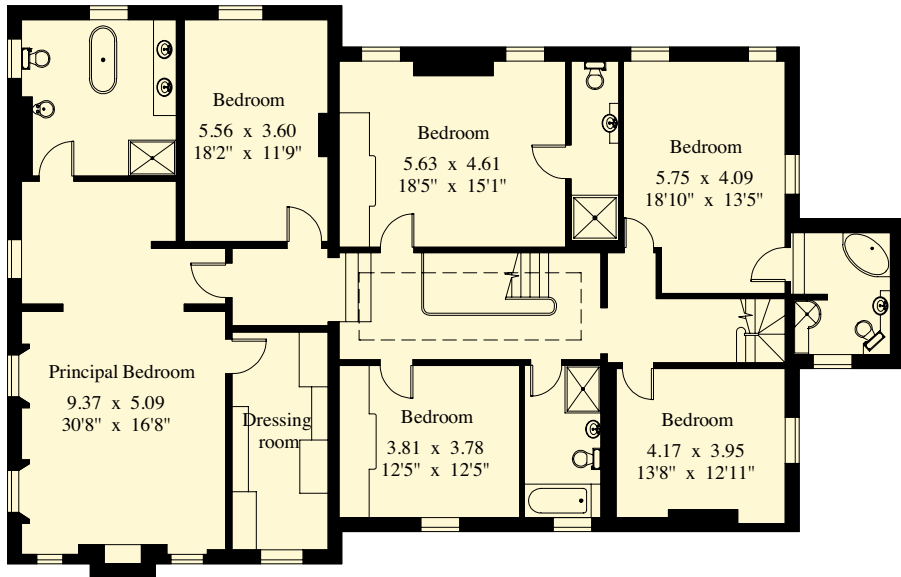 Bedroom
5.56 x 3.60
18'2" x 11'9"
Bedroom
5.63 x 4.61
18'5" x 15'1"
Bedroom
5.75 x 4.09
18'10" x 13'5"
Principal Bedroom
9.37 x 5.09
30'8" x 16'8"
Dressing
room
Bedroom
3.81 x 3.78
12'5" x 12'5"
Bedroom
4.17 x 3.95
13'8" x 12'11"